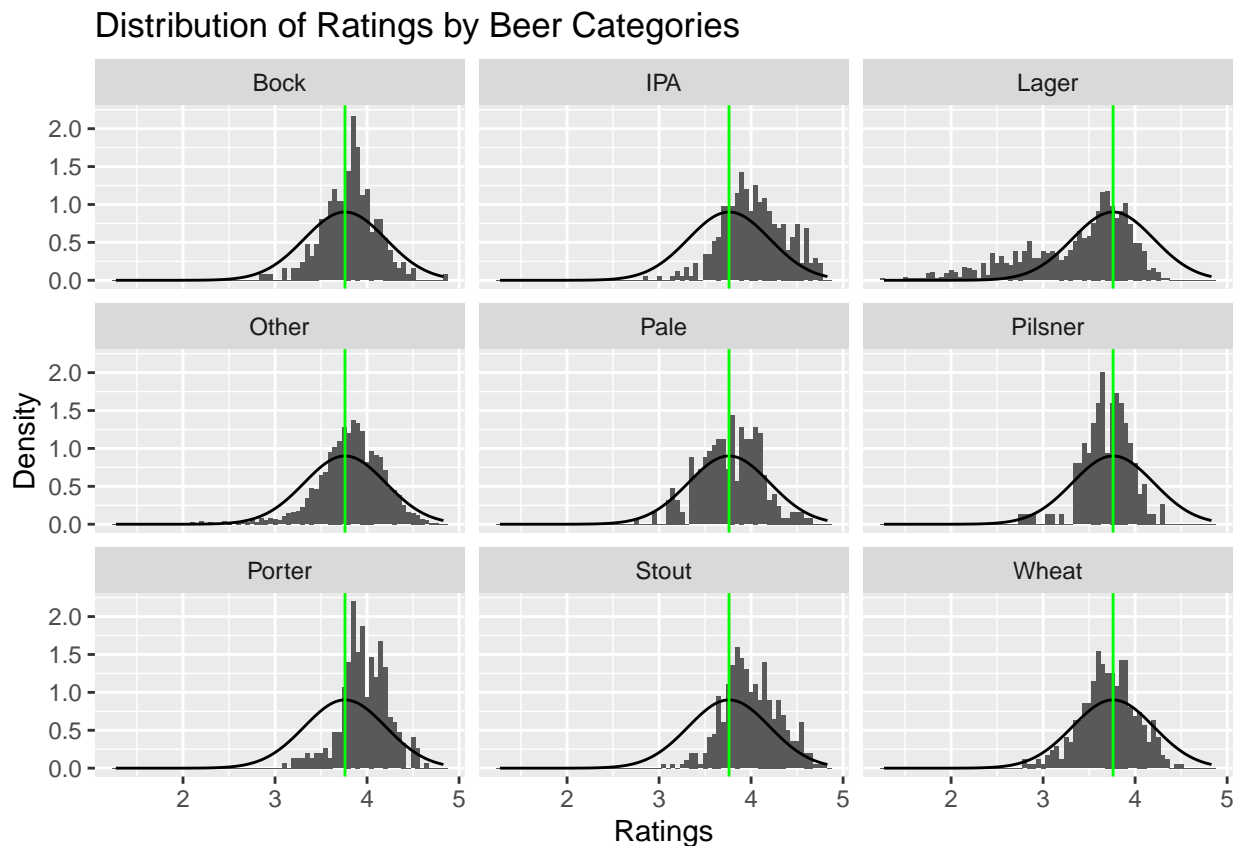 Distribution of Ratings by Beer Categories
Bock IPA Lager
2.0
1.5
1.0
0.5
0.0
Other Pale Pilsner
2.0
1.5
1.0
0.5
0.0
Density
Porter Stout Wheat
2.0
1.5
1.0
0.5
0.0
2 3 4 5 2 3 4 5 2 3 4 5
Ratings